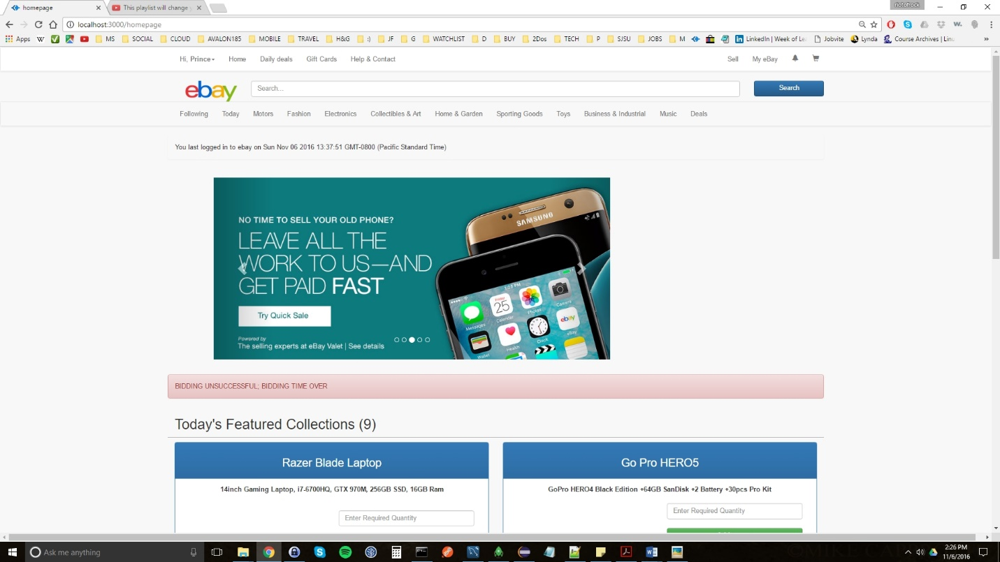 homepage
This playlist will change
localhost:3000/homepage
Apps
MS
SOCIAL
CLOUD
AVALON185
MOBILE
TRAVEL
H&G
:)
JF
G
WATCHLIST
D
BUY
2Dos
TECH
P
SJSU
JOBS
M
LinkedIn | Week of Le
Jobvite
Lynda
Course Archives | Linu
»
Hi, Prince
Home
Daily deals
Gift Cards
Help & Contact
Sell
My eBay
ebay
Search...
Search
Following
Today
Motors
Fashion
Electronics
Collectibles & Art
Home & Garden
Sporting Goods
Toys
Business & Industrial
Music
Deals
You last logged in to ebay on Sun Nov 06 2016 13:37:51 GMT-0800 (Pacific Standard Time)
NO TIME TO SELL YOUR OLD PHONE?
LEAVE ALL THE
WORK TO US—AND
GET PAID FAST
Try Quick Sale
Powered by
The selling experts at eBay Valet | See details
SAMSUNG
1:25 PM
Friday
25
Messages
Calendar
Photos
Camera
Wallet
Health
Clock
ebay
eBay
BIDDING UNSUCCESSFUL; BIDDING TIME OVER
Today's Featured Collections (9)
Razer Blade Laptop
14inch Gaming Laptop, i7-6700HQ, GTX 970M, 256GB SSD, 16GB Ram
Enter Required Quantity
Go Pro HERO5
GoPro HERO4 Black Edition +64GB SanDisk +2 Battery +30pcs Pro Kit
Enter Required Quantity
Ask me anything
2:26 PM
11/6/2016